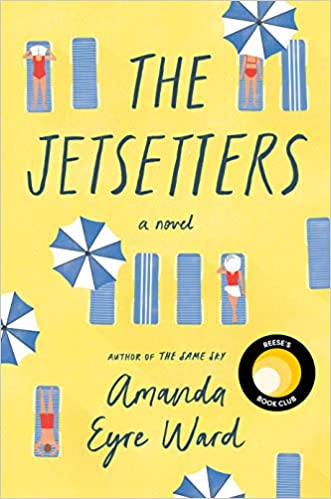 THE
JETSETTERS
a novel
AUTHOR OF THE SAME SKY
Amanda
Eyre Ward
REESE'S
BOOK CLUB